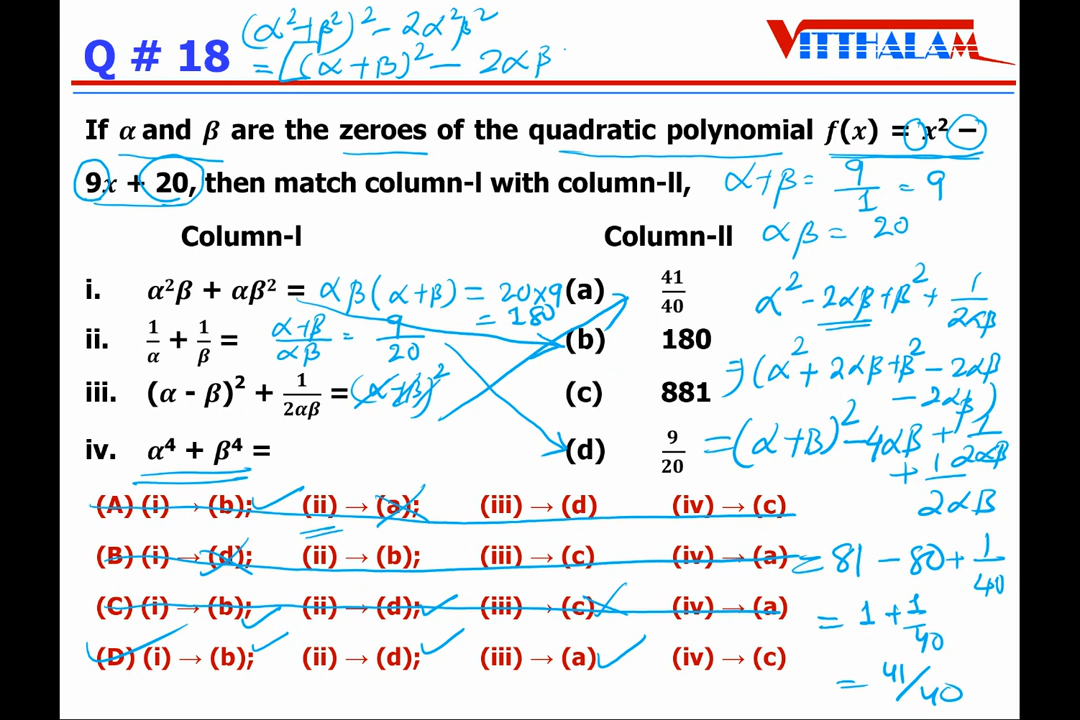 (α²+β²)² − 2α²β²
Q # 18
= [(α+β)² − 2αβ
VITTHALAM
If α and β are the zeroes of the quadratic polynomial f(x) = x² −
9x + 20, then match column-I with column-II,
α+β = 9/1 = 9
Column-I
Column-II
αβ = 20
i. α²β + αβ² =
αβ(α+β) = 20×9
= 180
(a) 41/40
α² − 2αβ + β² + 1/2αβ
ii. 1/α + 1/β =
α+β/αβ = 9/20
(b) 180
⇒ (α² + 2αβ + β² − 2αβ
− 2αβ) + 1/2αβ
iii. (α - β)² + 1/2αβ =
(α+β)²
(c) 881
iv. α⁴ + β⁴ =
(d) 9/20
= (α+β)² − 4αβ
+ 1/2αβ
(A) (i) → (b); (ii) → (a); (iii) → (d) (iv) → (c)
(B) (i) → (d); (ii) → (b); (iii) → (c) (iv) → (a)
= 81 − 80 + 1/40
(C) (i) → (b); (ii) → (d); (iii) → (c) (iv) → (a)
= 1 + 1/40
(D) (i) → (b); (ii) → (d); (iii) → (a) (iv) → (c)
= 41/40